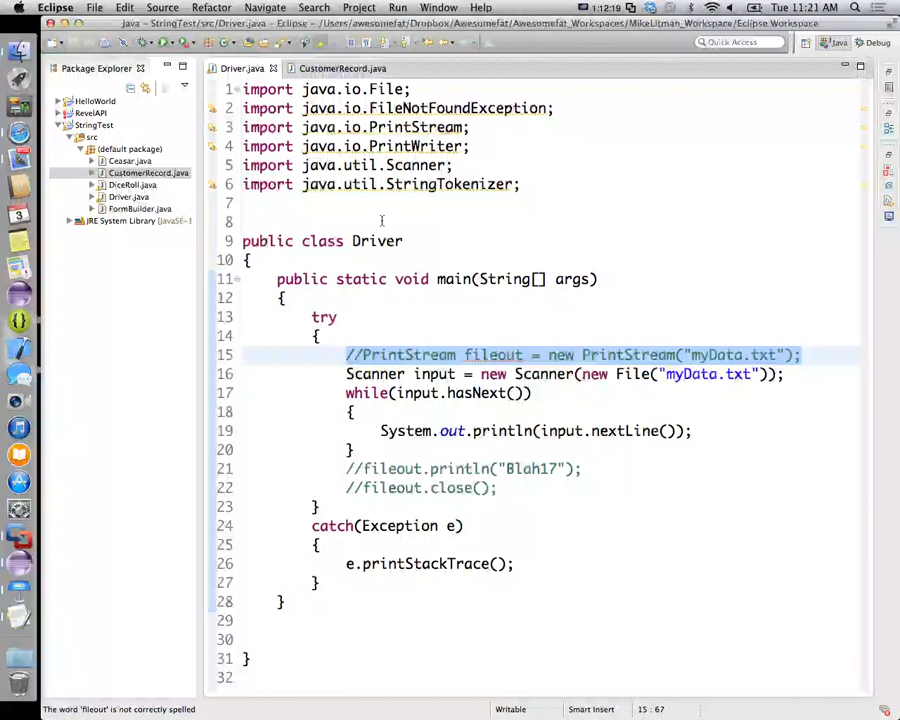 Eclipse File Edit Source Refactor Navigate Search Project Run Window Help 1:12:19 Tue 11:21 AM
Java - StringTest/src/Driver.java - Eclipse - /Users/awesomefat/Dropbox/Awesomefat/Awesomefat_Workspaces/MikeLitman_Workspace/Eclipse Workspace
Quick Access Java Debug
Package Explorer
HelloWorld
RevelAPI
StringTest
src
(default package)
Ceasar.java
CustomerRecord.java
DiceRoll.java
Driver.java
FormBuilder.java
JRE System Library [JavaSE-1
Driver.java CustomerRecord.java
1 import java.io.File;
2 import java.io.FileNotFoundException;
3 import java.io.PrintStream;
4 import java.io.PrintWriter;
5 import java.util.Scanner;
6 import java.util.StringTokenizer;
7
8
9 public class Driver
10 {
11 public static void main(String[] args)
12 {
13 try
14 {
15 //PrintStream fileout = new PrintStream("myData.txt");
16 Scanner input = new Scanner(new File("myData.txt"));
17 while(input.hasNext())
18 {
19 System.out.println(input.nextLine());
20 }
21 //fileout.println("Blah17");
22 //fileout.close();
23 }
24 catch(Exception e)
25 {
26 e.printStackTrace();
27 }
28 }
29
30
31 }
32
The word 'fileout' is not correctly spelled Writable Smart Insert 15 : 67